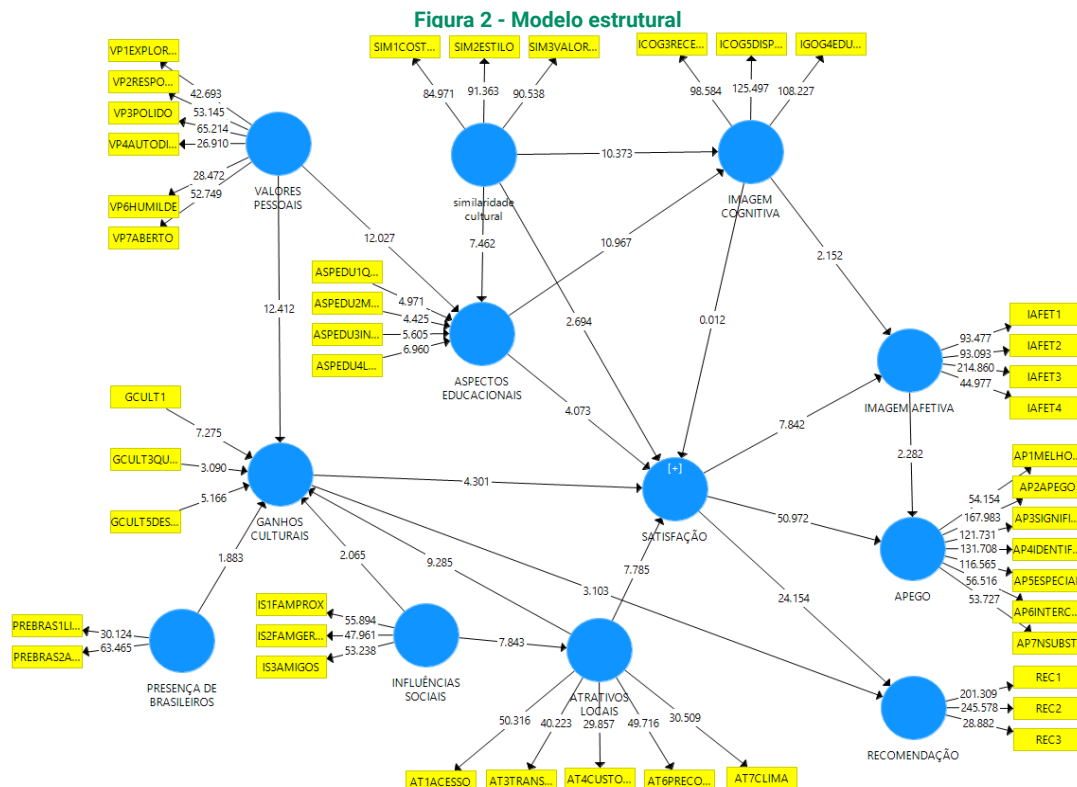 Figura 2 - Modelo estrutural
VP1EXPLOR...
VP2RESPO...
VP3POLIDO
VP4AUTODI...
VP6HUMILDE
VP7ABERTO
42.693
53.145
65.214
26.910
28.472
52.749
VALORES
PESSOAIS
SIM1COST...
SIM2ESTILO
SIM3VALOR...
84.971
91.363
90.538
similaridade
cultural
ICOG3RECE...
ICOG5DISP...
IGOG4EDU...
98.584
125.497
108.227
IMAGEM
COGNITIVA
10.373
12.027
7.462
10.967
2.152
12.412
2.694
0.012
ASPEDU1Q...
ASPEDU2M...
ASPEDU3IN...
ASPEDU4L...
4.971
4.425
5.605
6.960
ASPECTOS
EDUCACIONAIS
4.073
IAFET1
IAFET2
IAFET3
IAFET4
93.477
93.093
214.860
44.977
IMAGEM AFETIVA
7.842
2.282
GCULT1
GCULT3QU...
GCULT5DES...
7.275
3.090
5.166
GANHOS
CULTURAIS
4.301
[+]
SATISFAÇÃO
50.972
AP1MELHO...
AP2APEGO
AP3SIGNIFI...
AP4IDENTIF...
AP5ESPECIAL
AP6INTERC...
AP7NSUBST
54.154
167.983
121.731
131.708
116.565
56.516
53.727
APEGO
1.883
2.065
9.285
7.785
3.103
24.154
PREBRAS1LI...
PREBRAS2A...
30.124
63.465
PRESENÇA DE
BRASILEIROS
IS1FAMPROX
IS2FAMGER...
IS3AMIGOS
55.894
47.961
53.238
INFLUÊNCIAS
SOCIAIS
7.843
ATRATIVOS
LOCAIS
50.316
40.223
29.857
49.716
30.509
AT1ACESSO
AT3TRANS...
AT4CUSTO...
AT6PRECO...
AT7CLIMA
REC1
REC2
REC3
201.309
245.578
28.882
RECOMENDAÇÃO